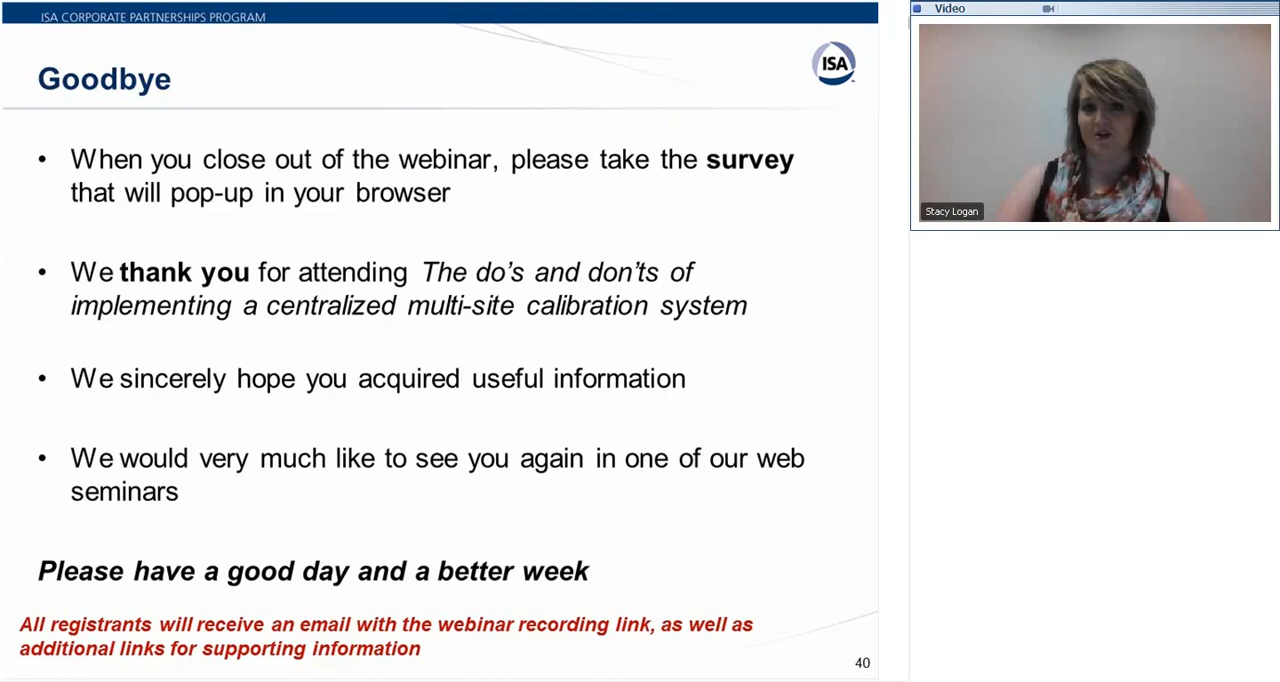 ISA CORPORATE PARTNERSHIPS PROGRAM
Goodbye
ISA
• When you close out of the webinar, please take the survey
that will pop-up in your browser
• We thank you for attending The do's and don'ts of
implementing a centralized multi-site calibration system
• We sincerely hope you acquired useful information
• We would very much like to see you again in one of our web
seminars
Please have a good day and a better week
All registrants will receive an email with the webinar recording link, as well as
additional links for supporting information
40
Video
Stacy Logan